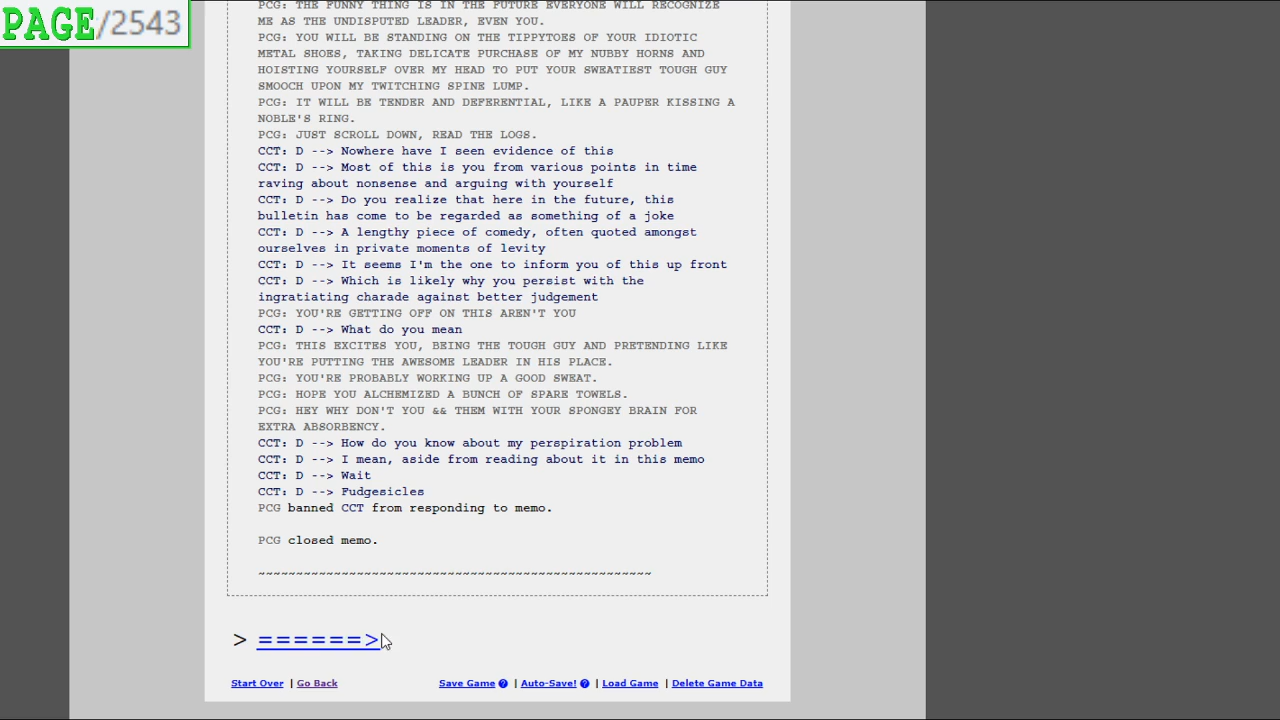 PAGE/2543
PCG: THE FUNNY THING IS IN THE FUTURE EVERYONE WILL RECOGNIZE
ME AS THE UNDISPUTED LEADER, EVEN YOU.
PCG: YOU WILL BE STANDING ON THE TIPPYTOES OF YOUR IDIOTIC
METAL SHOES, TAKING DELICATE PURCHASE OF MY NUBBY HORNS AND
HOISTING YOURSELF OVER MY HEAD TO PUT YOUR SWEATIEST TOUGH GUY
SMOOCH UPON MY TWITCHING SPINE LUMP.
PCG: IT WILL BE TENDER AND DEFERENTIAL, LIKE A PAUPER KISSING A
NOBLE'S RING.
PCG: JUST SCROLL DOWN, READ THE LOGS.
CCT: D --> Nowhere have I seen evidence of this
CCT: D --> Most of this is you from various points in time
raving about nonsense and arguing with yourself
CCT: D --> Do you realize that here in the future, this
bulletin has come to be regarded as something of a joke
CCT: D --> A lengthy piece of comedy, often quoted amongst
ourselves in private moments of levity
CCT: D --> It seems I'm the one to inform you of this up front
CCT: D --> Which is likely why you persist with the
ingratiating charade against better judgement
PCG: YOU'RE GETTING OFF ON THIS AREN'T YOU
CCT: D --> What do you mean
PCG: THIS EXCITES YOU, BEING THE TOUGH GUY AND PRETENDING LIKE
YOU'RE PUTTING THE AWESOME LEADER IN HIS PLACE.
PCG: YOU'RE PROBABLY WORKING UP A GOOD SWEAT.
PCG: HOPE YOU ALCHEMIZED A BUNCH OF SPARE TOWELS.
PCG: HEY WHY DON'T YOU && THEM WITH YOUR SPONGEY BRAIN FOR
EXTRA ABSORBENCY.
CCT: D --> How do you know about my perspiration problem
CCT: D --> I mean, aside from reading about it in this memo
CCT: D --> Wait
CCT: D --> Fudgesicles
PCG banned CCT from responding to memo.
PCG closed memo.
~~~~~~~~~~~~~~~~~~~~~~~~~~~~~~~~~~~~~~~~~~~~~~~~~~~~
> ======>
Start Over | Go Back Save Game ? | Auto-Save! ? | Load Game | Delete Game Data